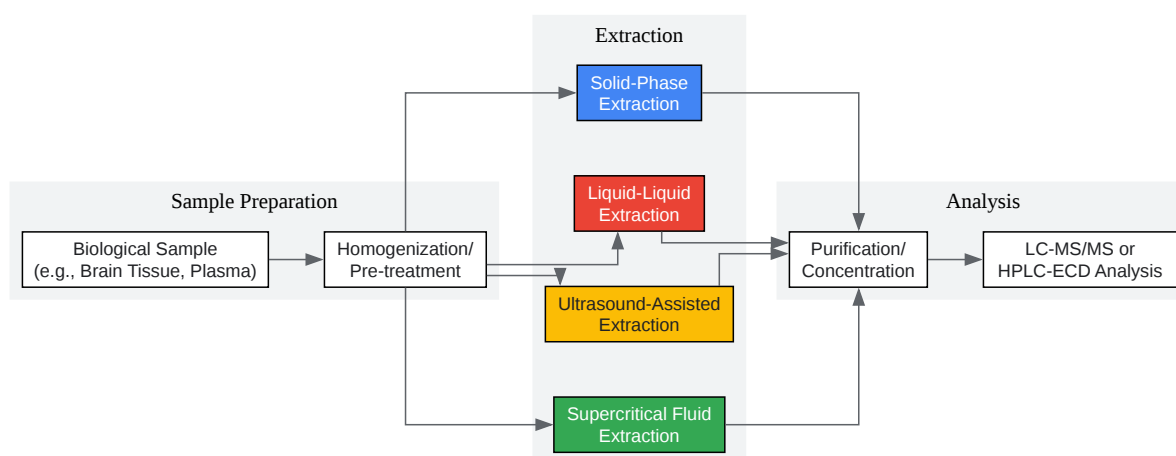 Extraction
Solid-Phase
Extraction
Sample Preparation
Biological Sample
(e.g., Brain Tissue, Plasma)
Homogenization/
Pre-treatment
Liquid-Liquid
Extraction
Ultrasound-Assisted
Extraction
Supercritical Fluid
Extraction
Analysis
Purification/
Concentration
LC-MS/MS or
HPLC-ECD Analysis